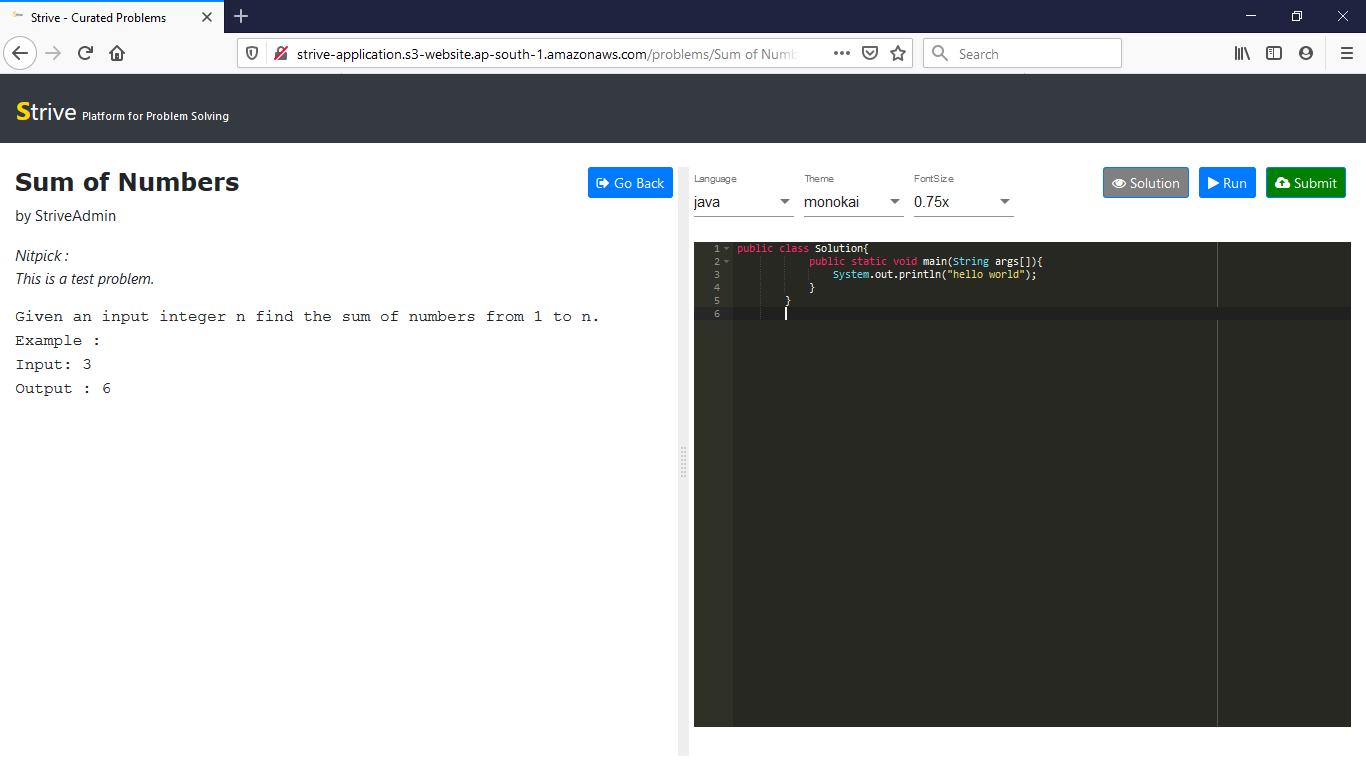 Strive - Curated Problems
strive-application.s3-website.ap-south-1.amazonaws.com/problems/Sum of Numb
Search
Strive Platform for Problem Solving
Sum of Numbers
Go Back
by StriveAdmin
Nitpick :
This is a test problem.
Given an input integer n find the sum of numbers from 1 to n.
Example :
Input: 3
Output : 6
Language
Theme
FontSize
java
monokai
0.75x
Solution
Run
Submit
1 public class Solution{
2 public static void main(String args[]){
3 System.out.println("hello world");
4 }
5 }
6